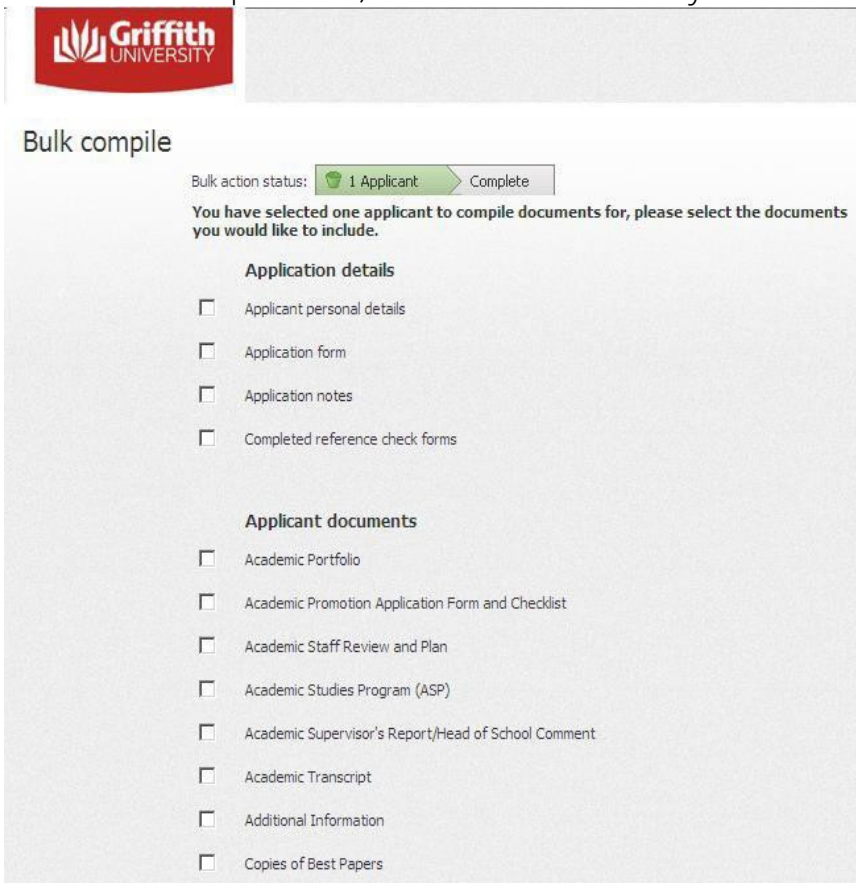 Griffith
UNIVERSITY
Bulk compile
Bulk action status: 1 Applicant Complete
You have selected one applicant to compile documents for, please select the documents
you would like to include.
Application details
Applicant personal details
Application form
Application notes
Completed reference check forms
Applicant documents
Academic Portfolio
Academic Promotion Application Form and Checklist
Academic Staff Review and Plan
Academic Studies Program (ASP)
Academic Supervisor's Report/Head of School Comment
Academic Transcript
Additional Information
Copies of Best Papers